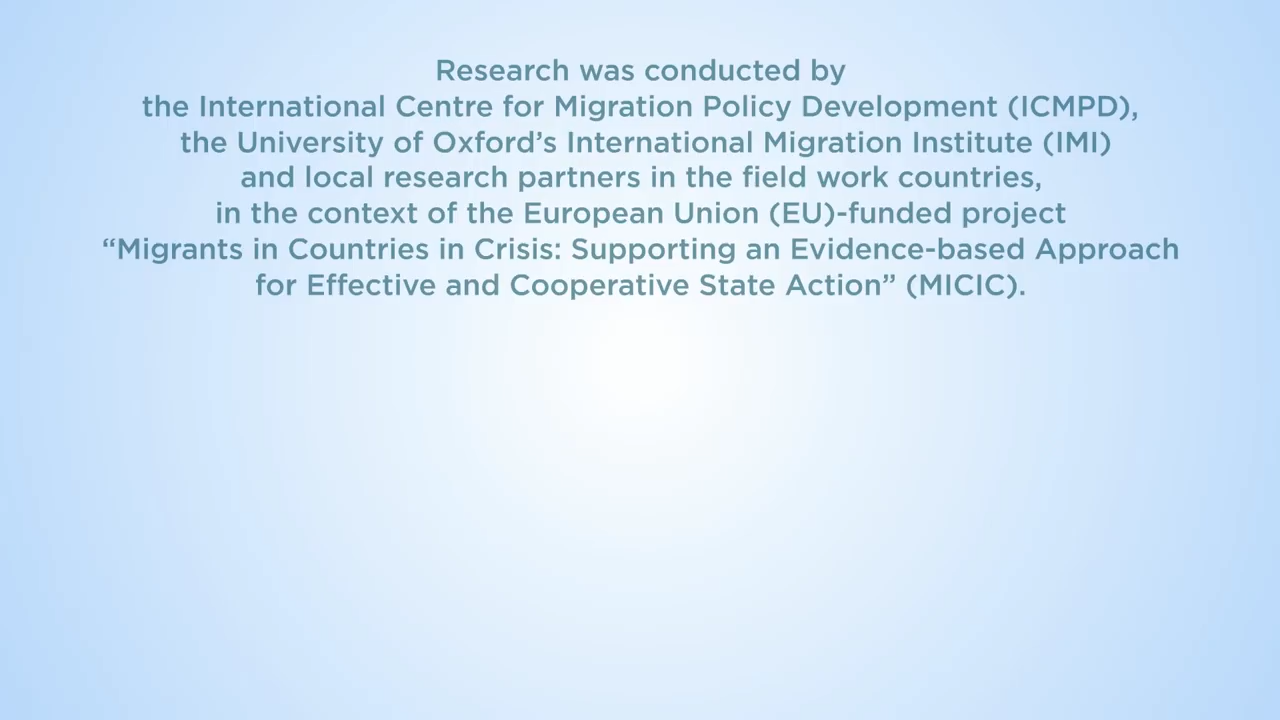 Research was conducted by
the International Centre for Migration Policy Development (ICMPD),
the University of Oxford’s International Migration Institute (IMI)
and local research partners in the field work countries,
in the context of the European Union (EU)-funded project
“Migrants in Countries in Crisis: Supporting an Evidence-based Approach
for Effective and Cooperative State Action” (MICIC).